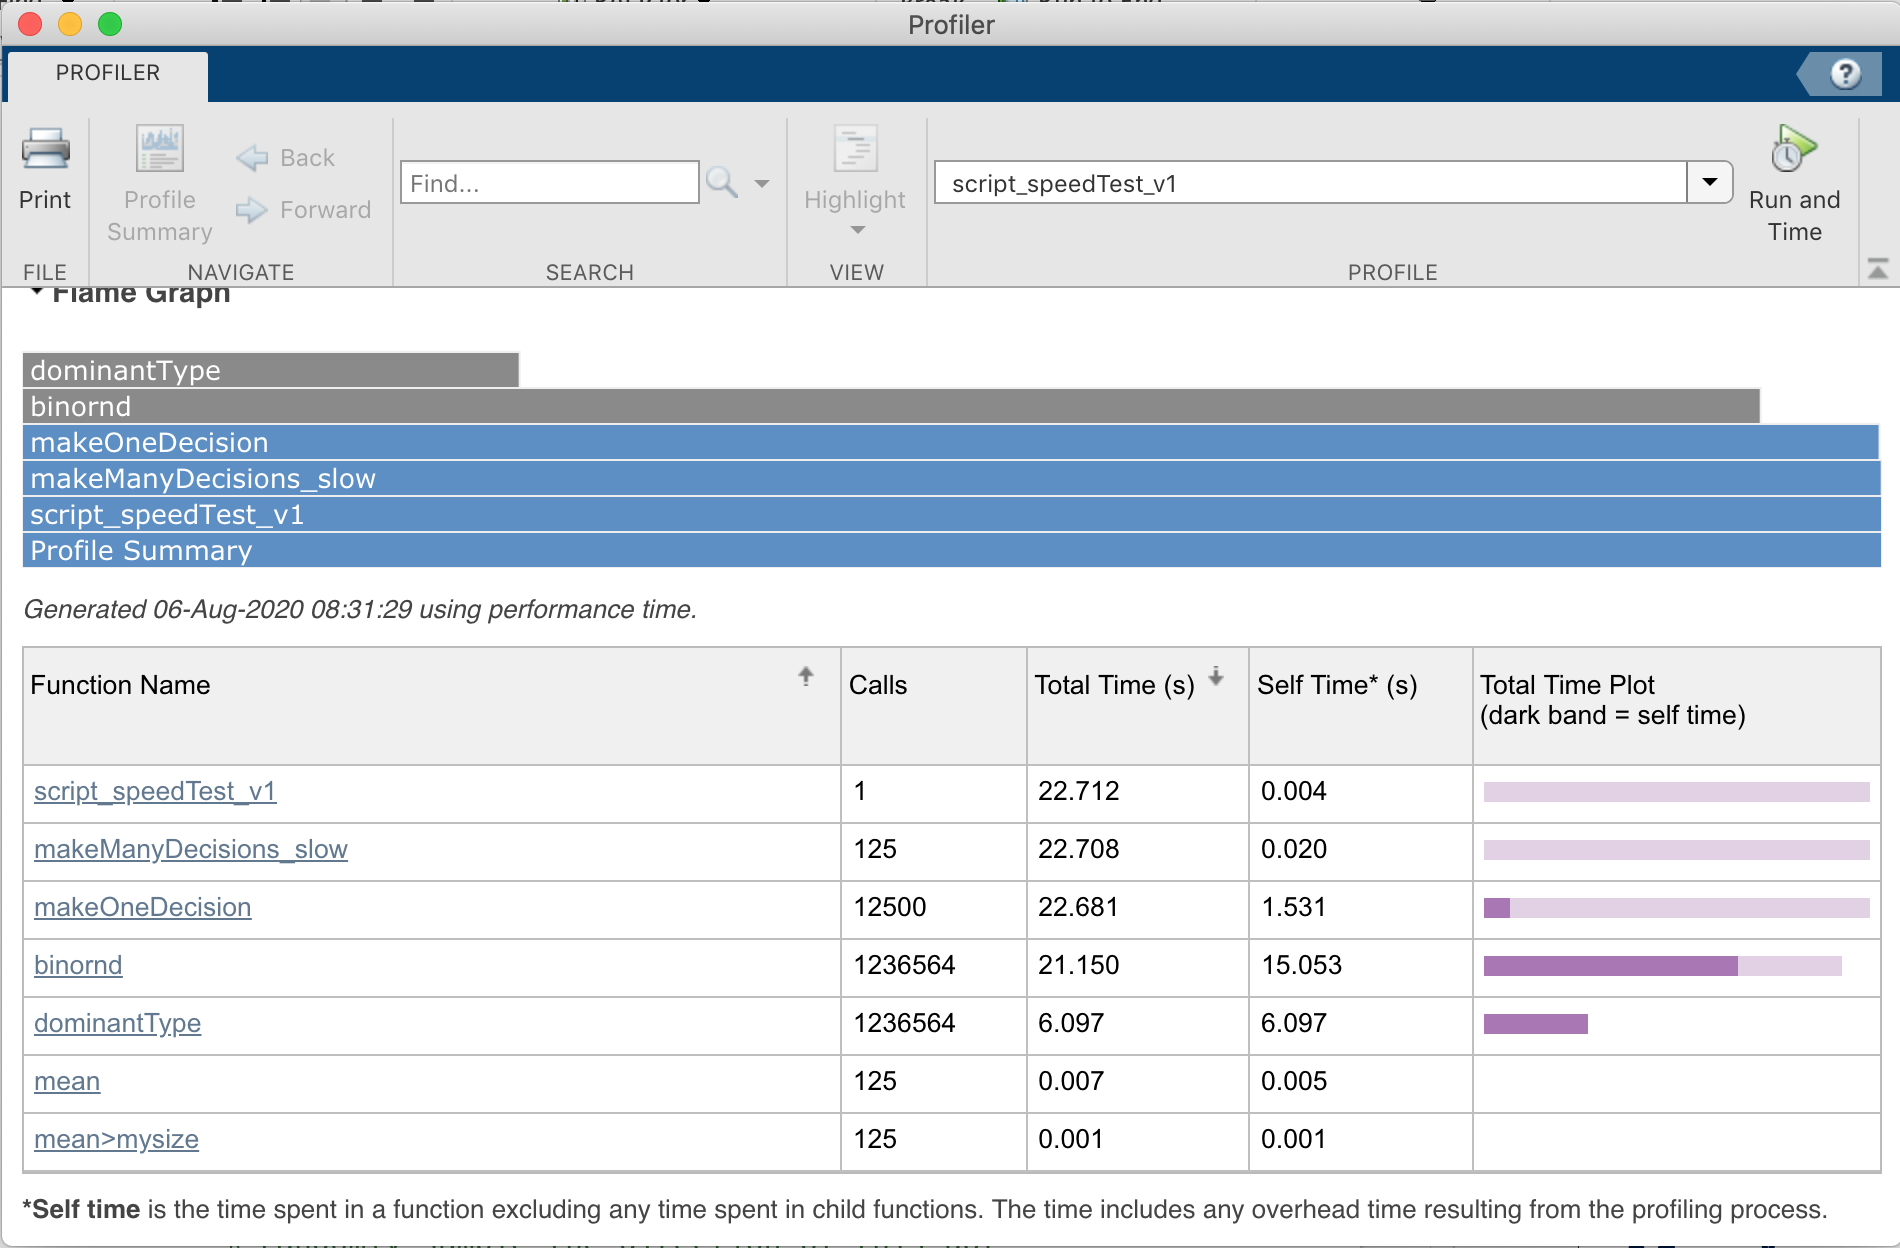 Profiler
PROFILER
?
Print
Profile
Summary
Back
Forward
Find...
Highlight
script_speedTest_v1
Run and
Time
FILE
NAVIGATE
SEARCH
VIEW
PROFILE
Flame Graph
dominantType
binornd
makeOneDecision
makeManyDecisions_slow
script_speedTest_v1
Profile Summary
Generated 06-Aug-2020 08:31:29 using performance time.
Function Name Calls Total Time (s) Self Time* (s) Total Time Plot
(dark band = self time)
script_speedTest_v1 1 22.712 0.004
makeManyDecisions_slow 125 22.708 0.020
makeOneDecision 12500 22.681 1.531
binornd 1236564 21.150 15.053
dominantType 1236564 6.097 6.097
mean 125 0.007 0.005
mean>mysize 125 0.001 0.001
*Self time is the time spent in a function excluding any time spent in child functions. The time includes any overhead time resulting from the profiling process.